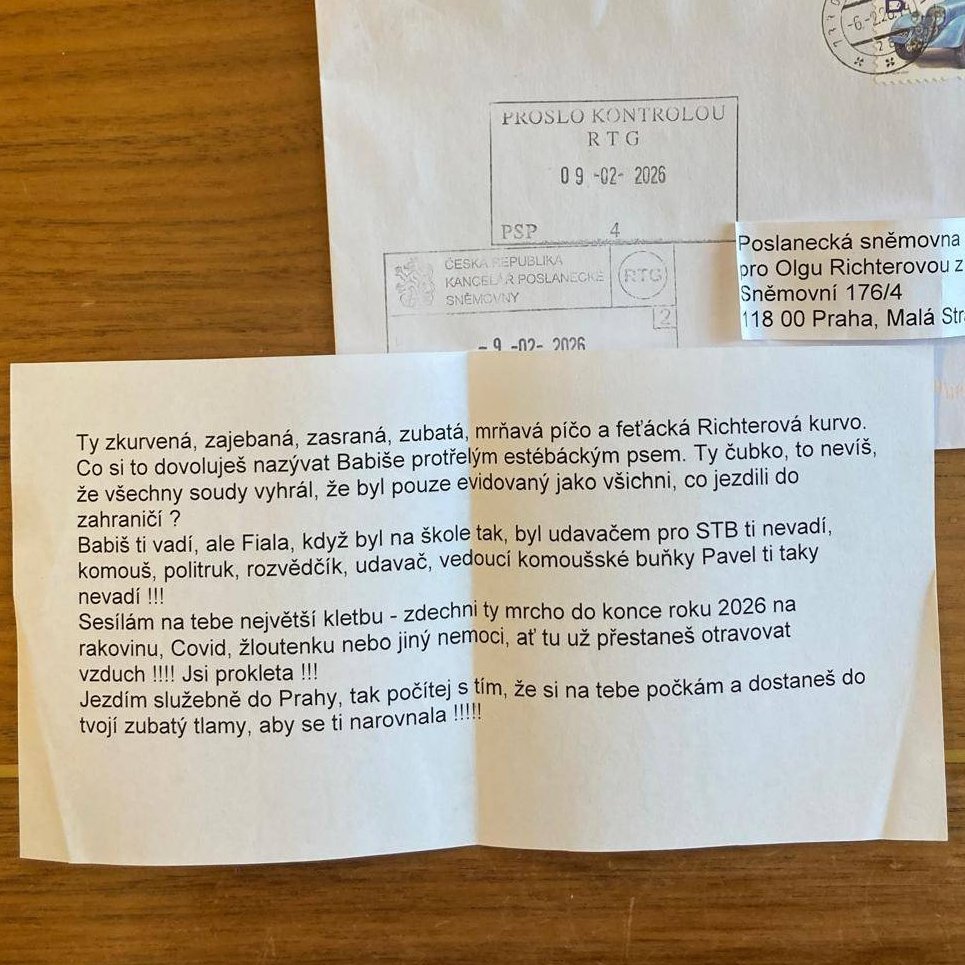 PROSLO KONTROLOU
RTG
09 -02- 2026
PSP 4
ČESKÁ REPUBLIKA
KANCELÁŘ POSLANECKÉ
SNĚMOVNY
RTG
2
- 9 -02- 2026
Poslanecká sněmovna
pro Olgu Richterovou z
Sněmovní 176/4
118 00 Praha, Malá Str
Ty zkurvená, zajebaná, zasraná, zubatá, mrňavá píčo a feťácká Richterová kurvo.
Co si to dovoluješ nazývat Babiše protřelým estébáckým psem. Ty čubko, to nevíš,
že všechny soudy vyhrál, že byl pouze evidovaný jako všichni, co jezdili do
zahraničí ?
Babiš ti vadí, ale Fiala, když byl na škole tak, byl udavačem pro STB ti nevadí,
komouš, politruk, rozvědčík, udavač, vedoucí komoušské buňky Pavel ti taky
nevadí !!!
Sesílám na tebe největší kletbu - zdechni ty mrcho do konce roku 2026 na
rakovinu, Covid, žloutenku nebo jiný nemoci, ať tu už přestaneš otravovat
vzduch !!!! Jsi prokleta !!!
Jezdím služebně do Prahy, tak počítej s tím, že si na tebe počkám a dostaneš do
tvojí zubatý tlamy, aby se ti narovnala !!!!!